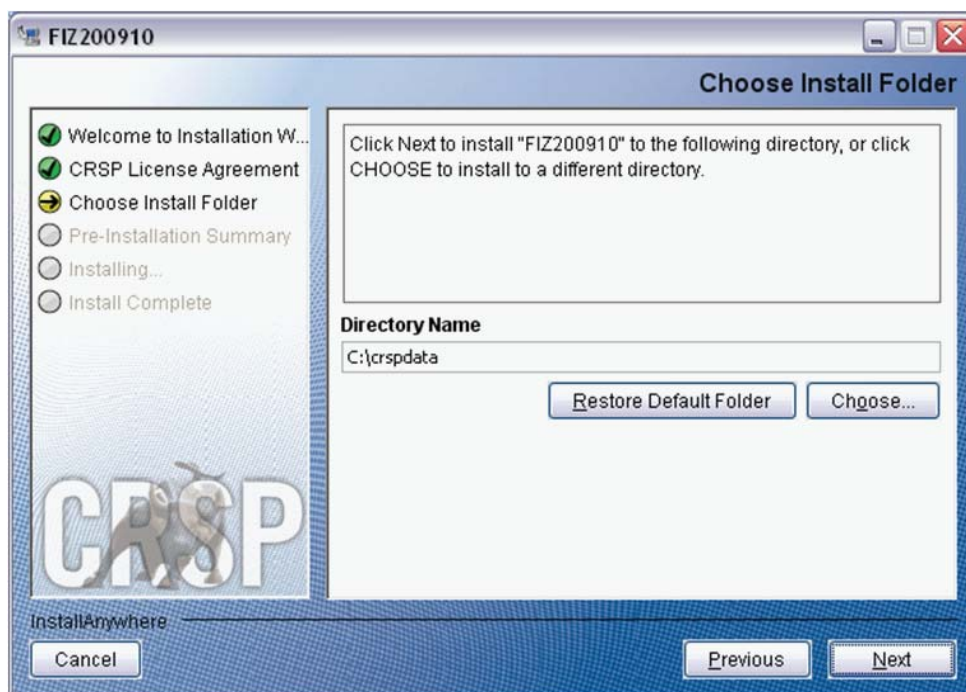 FIZ200910
Choose Install Folder
Welcome to Installation W...
CRSP License Agreement
Choose Install Folder
Pre-Installation Summary
Installing...
Install Complete
CRSP
Click Next to install "FIZ200910" to the following directory, or click
CHOOSE to install to a different directory.
Directory Name
C:\crspdata
Restore Default Folder
Choose...
InstallAnywhere
Cancel
Previous
Next